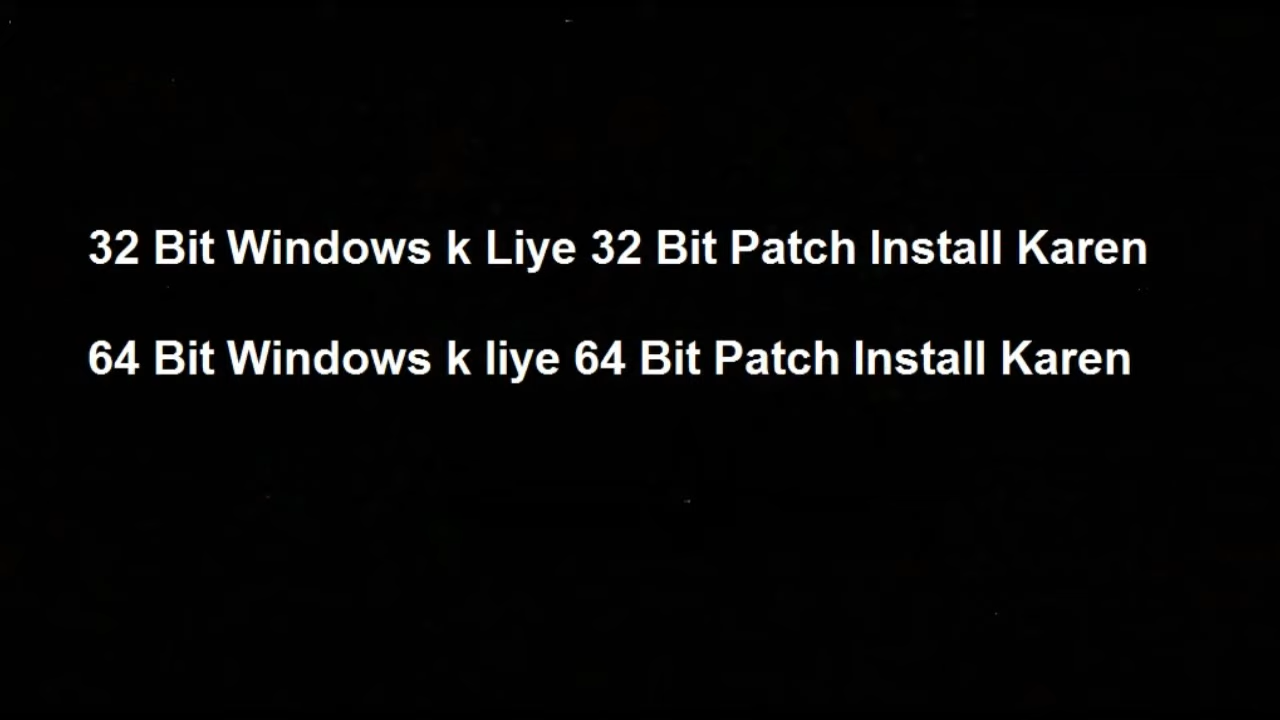 32 Bit Windows k Liye 32 Bit Patch Install Karen
64 Bit Windows k liye 64 Bit Patch Install Karen